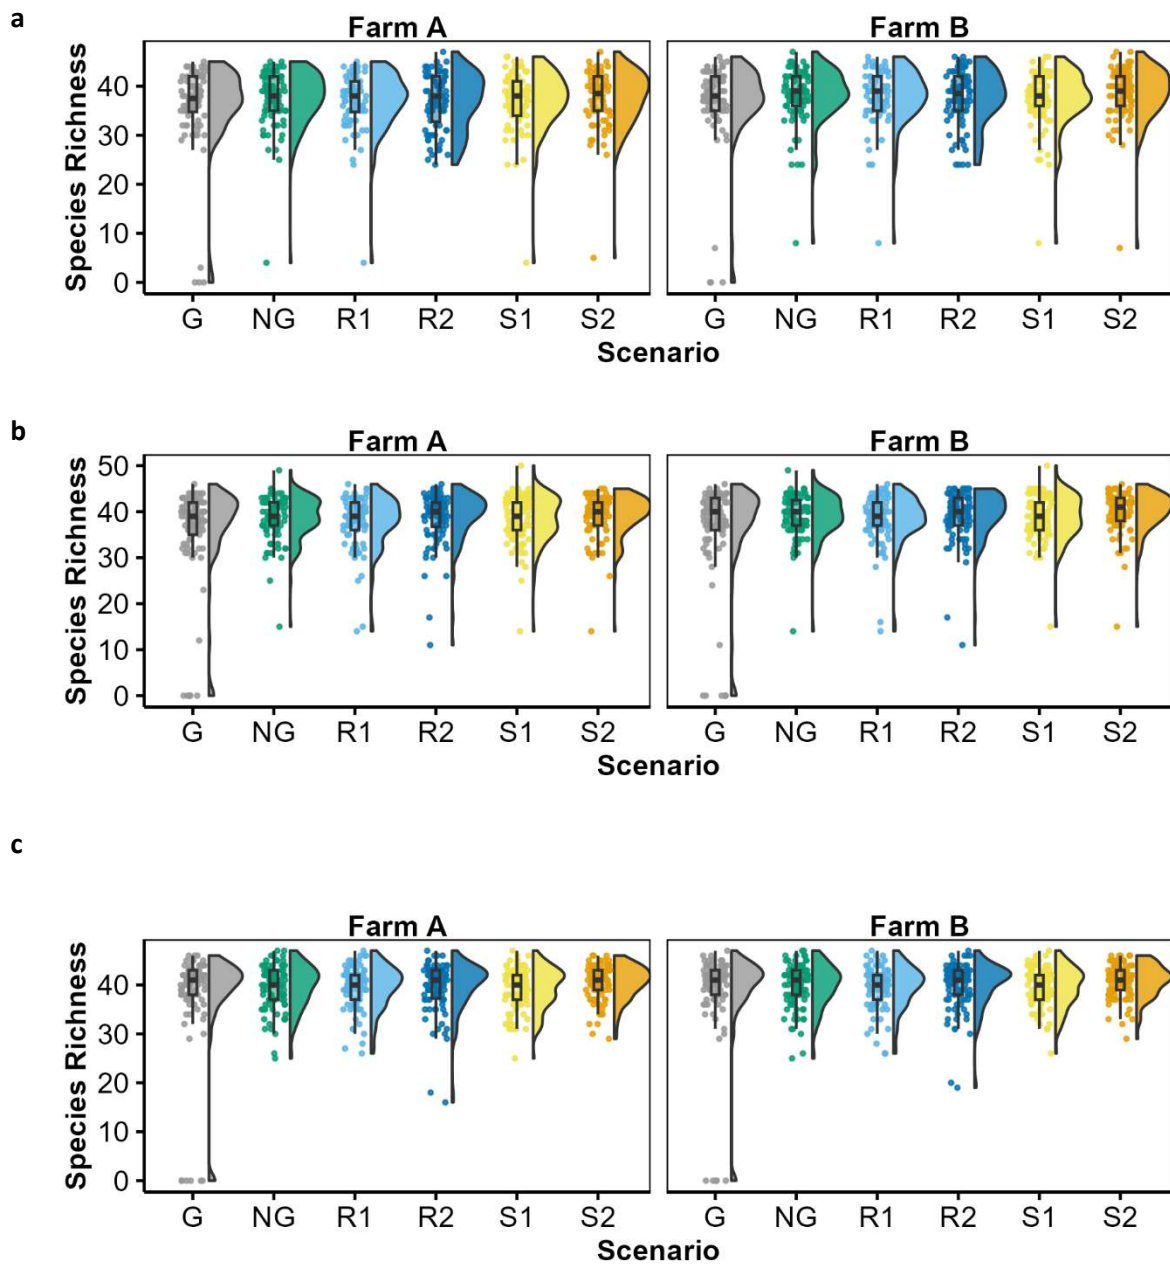 a
Farm A Farm B
Species Richness
40
30
20
10
0
G NG R1 R2 S1 S2 G NG R1 R2 S1 S2
Scenario
b
Farm A Farm B
Species Richness
50
40
30
20
10
0
G NG R1 R2 S1 S2 G NG R1 R2 S1 S2
Scenario
c
Farm A Farm B
Species Richness
40
30
20
10
0
G NG R1 R2 S1 S2 G NG R1 R2 S1 S2
Scenario